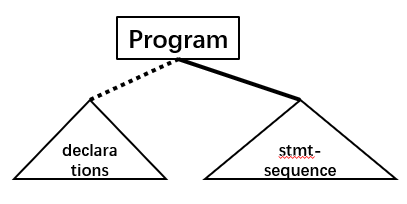 Program
declara
tions
stmt-
sequence